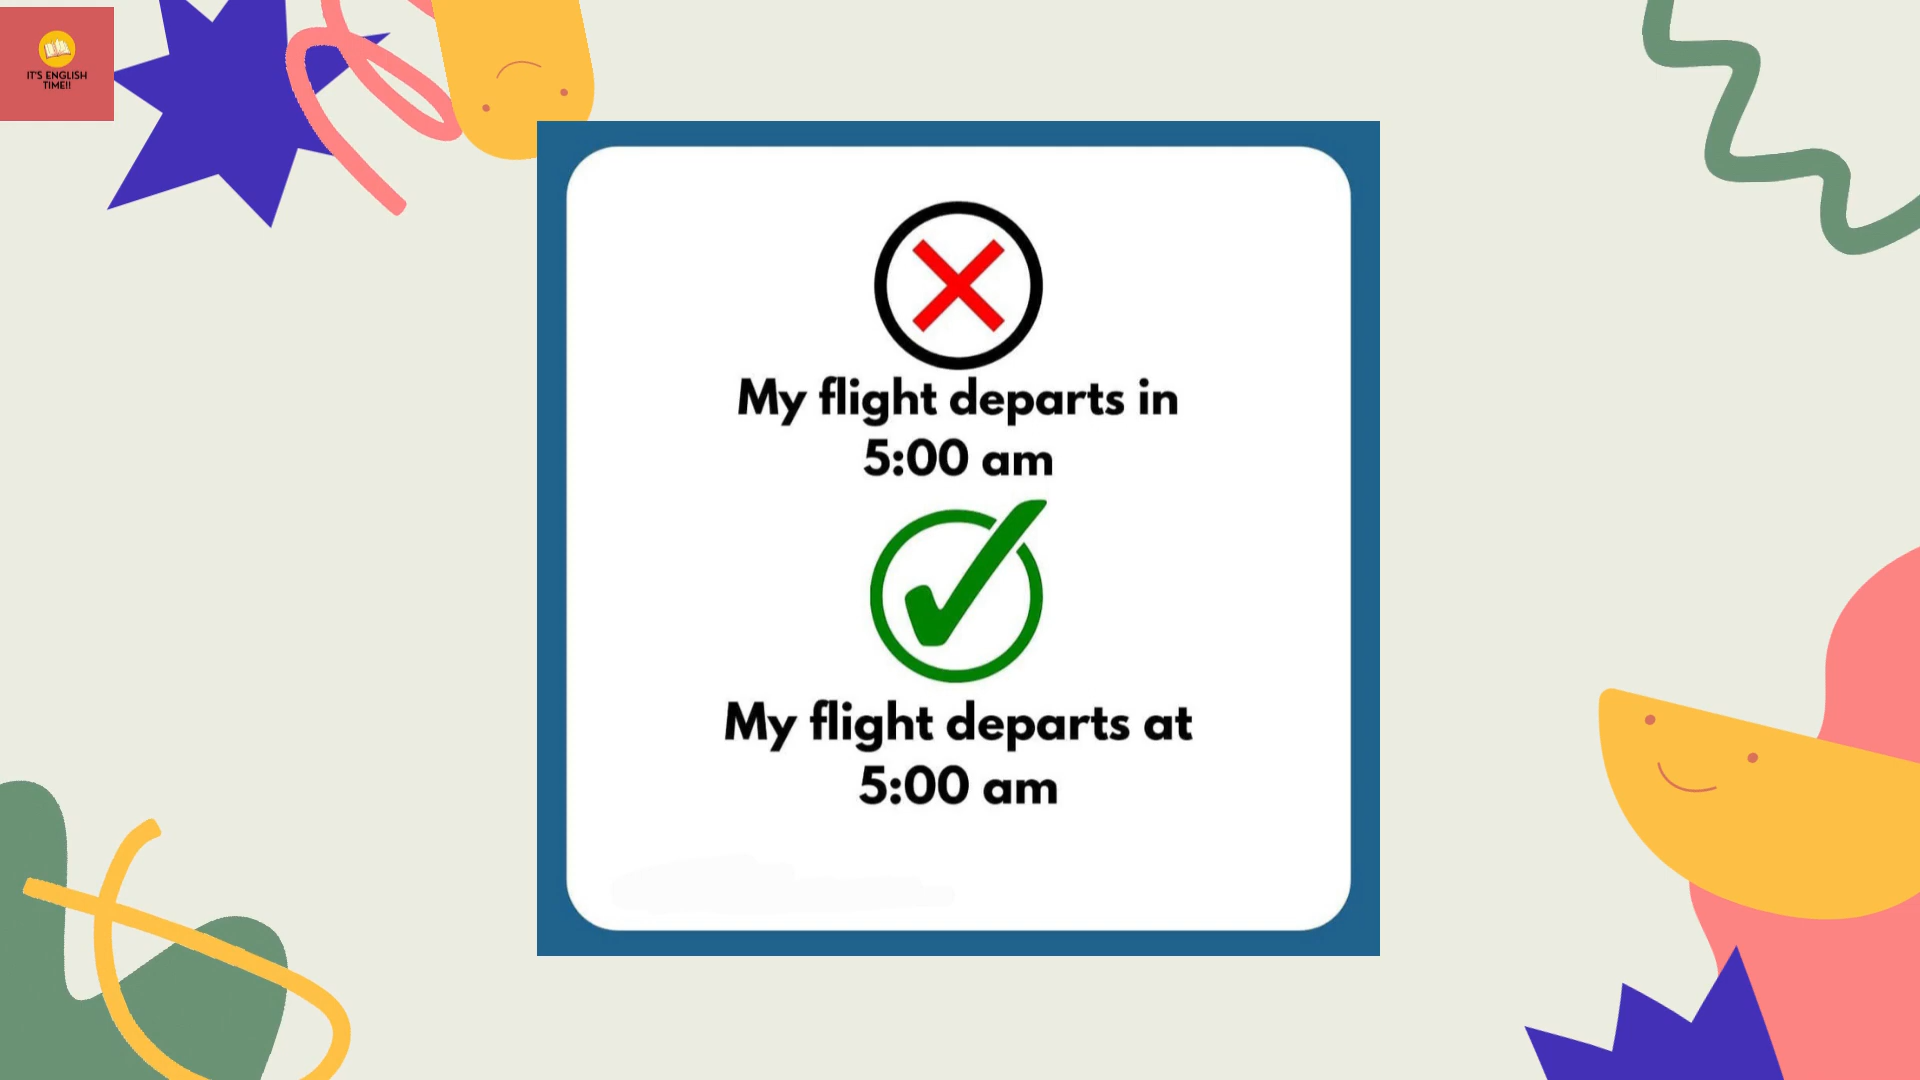 IT'S ENGLISH
TIME!!
My flight departs in
5:00 am
My flight departs at
5:00 am